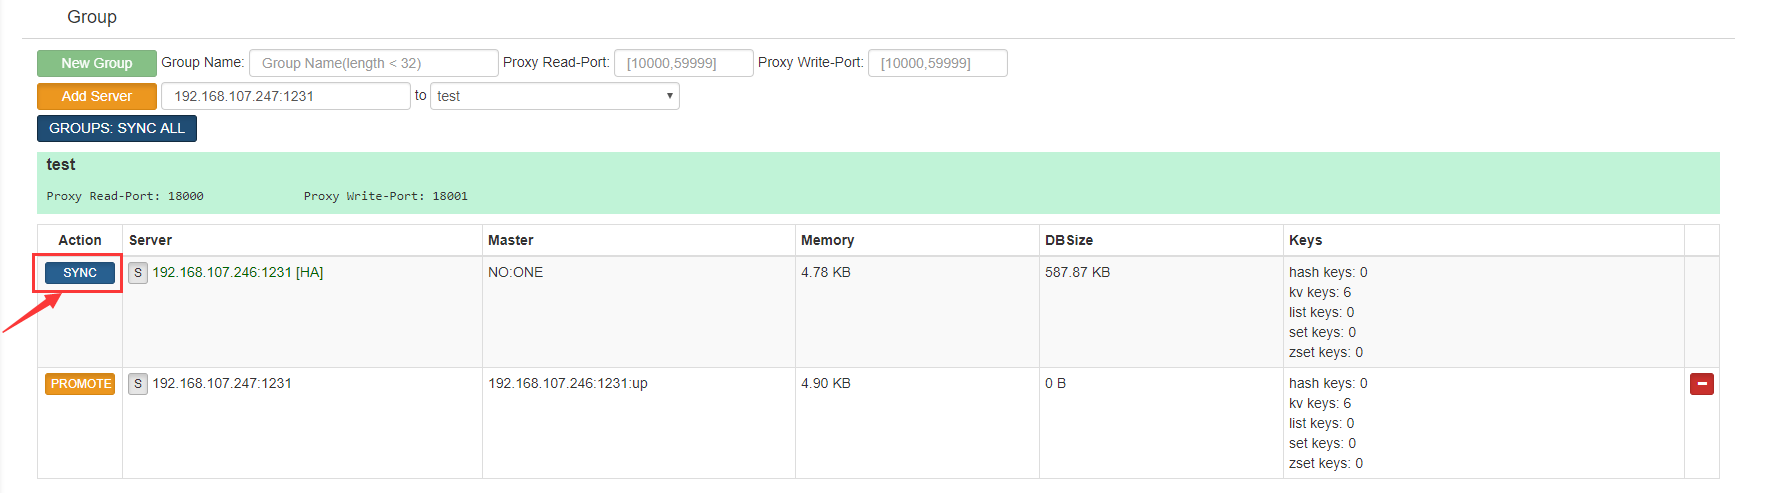 Group
New Group Group Name: Group Name(length < 32) Proxy Read-Port: [10000,59999] Proxy Write-Port: [10000,59999]
Add Server 192.168.107.247:1231 to test
GROUPS: SYNC ALL
test
Proxy Read-Port: 18000 Proxy Write-Port: 18001
Action Server Master Memory DBSize Keys
SYNC S 192.168.107.246:1231 [HA] NO:ONE 4.78 KB 587.87 KB hash keys: 0
kv keys: 6
list keys: 0
set keys: 0
zset keys: 0
PROMOTE S 192.168.107.247:1231 192.168.107.246:1231:up 4.90 KB 0 B hash keys: 0
kv keys: 6
list keys: 0
set keys: 0
zset keys: 0